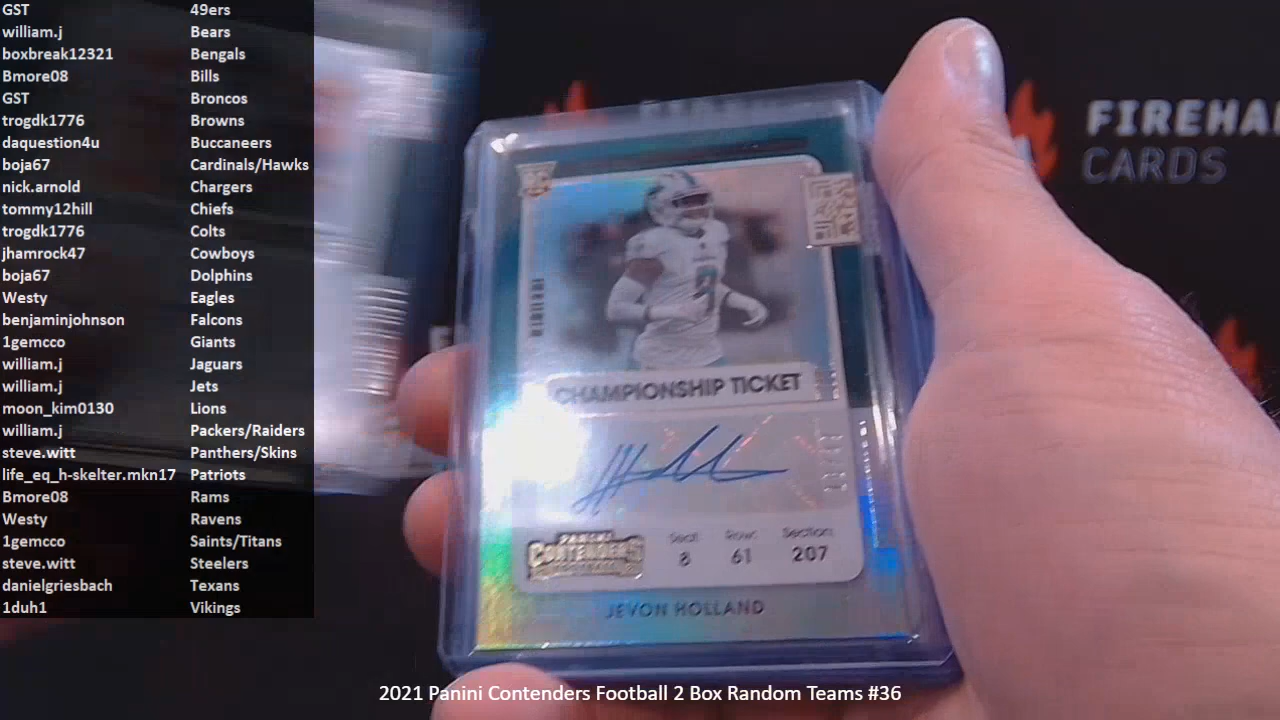 GST 49ers
william.j Bears
boxbreak12321 Bengals
Bmore08 Bills
GST Broncos
trogdk1776 Browns
daquestion4u Buccaneers
boja67 Cardinals/Hawks
nick.arnold Chargers
tommy12hill Chiefs
trogdk1776 Colts
jhamrock47 Cowboys
boja67 Dolphins
Westy Eagles
benjaminjohnson Falcons
1gemcco Giants
william.j Jaguars
william.j Jets
moon_kim0130 Lions
william.j Packers/Raiders
steve.witt Panthers/Skins
life_eq_h-skelter.mkn17 Patriots
Bmore08 Rams
Westy Ravens
1gemcco Saints/Titans
steve.witt Steelers
danielgriesbach Texans
1duh1 Vikings
FIREHA
CARDS
CHAMPIONSHIP TICKET
PANINI
CONTENDERS
FOOTBALL
Seat Row Section
8 61 207
JEVON HOLLAND
2021 Panini Contenders Football 2 Box Random Teams #36